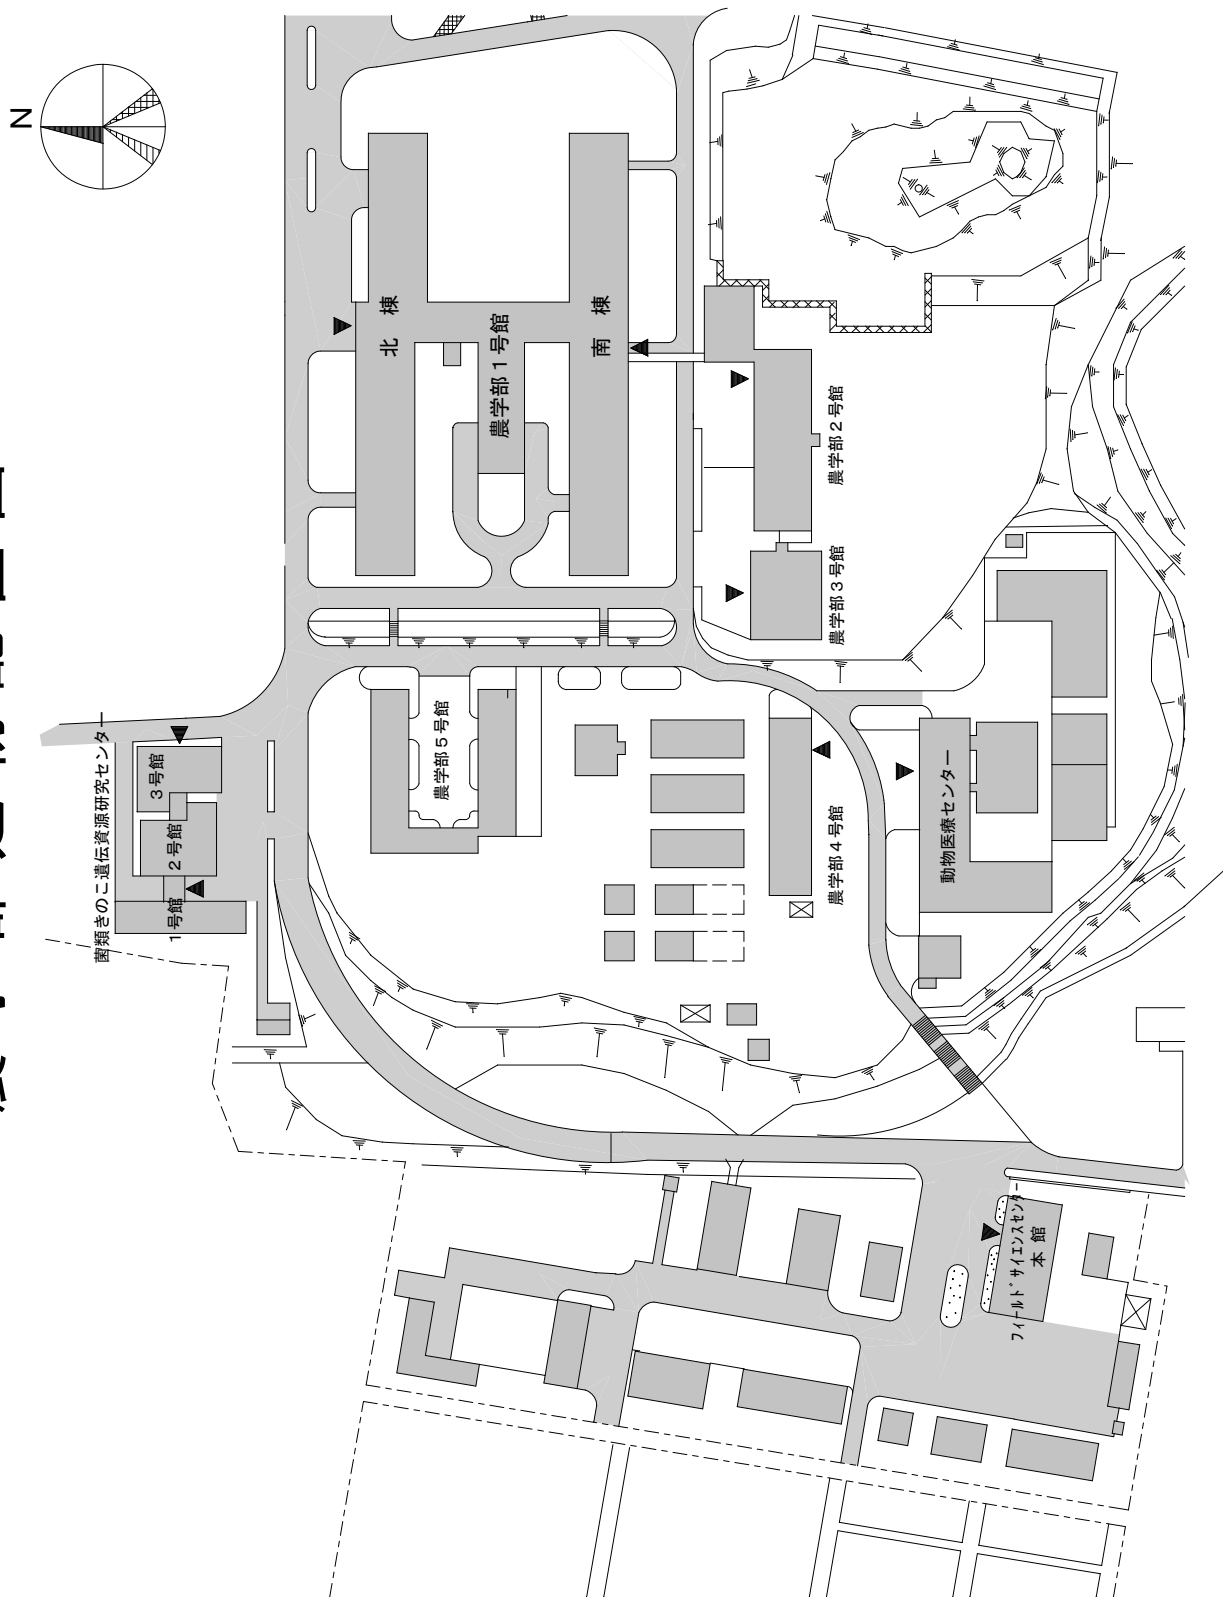 N
北棟
農学部１号館
南棟
農学部２号館
農学部３号館
菌類きのこ遺伝資源研究センター
３号館
２号館
１号館
農学部５号館
農学部４号館
動物医療センター
フィールドサイエンスセンター
本館